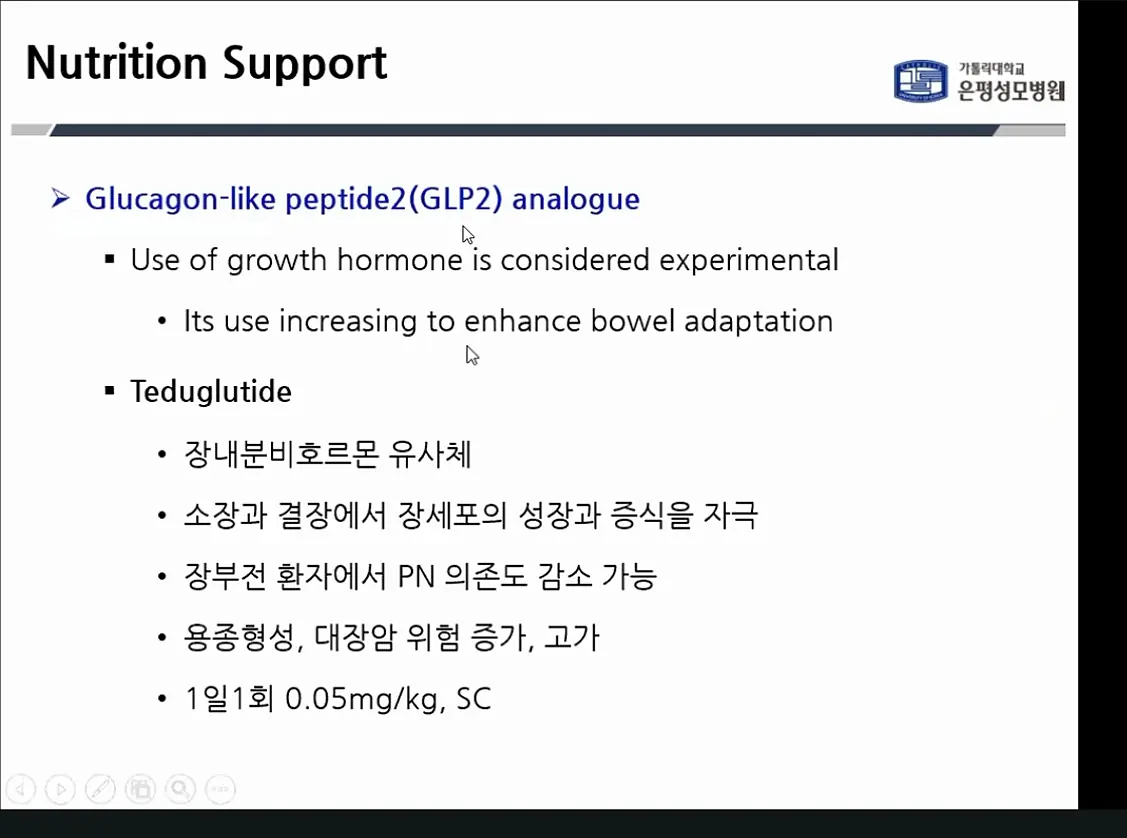 Nutrition Support
가톨릭대학교
은평성모병원
➢ Glucagon-like peptide2(GLP2) analogue
▪ Use of growth hormone is considered experimental
• Its use increasing to enhance bowel adaptation
▪ Teduglutide
• 장내분비호르몬 유사체
• 소장과 결장에서 장세포의 성장과 증식을 자극
• 장부전 환자에서 PN 의존도 감소 가능
• 용종형성, 대장암 위험 증가, 고가
• 1일1회 0.05mg/kg, SC